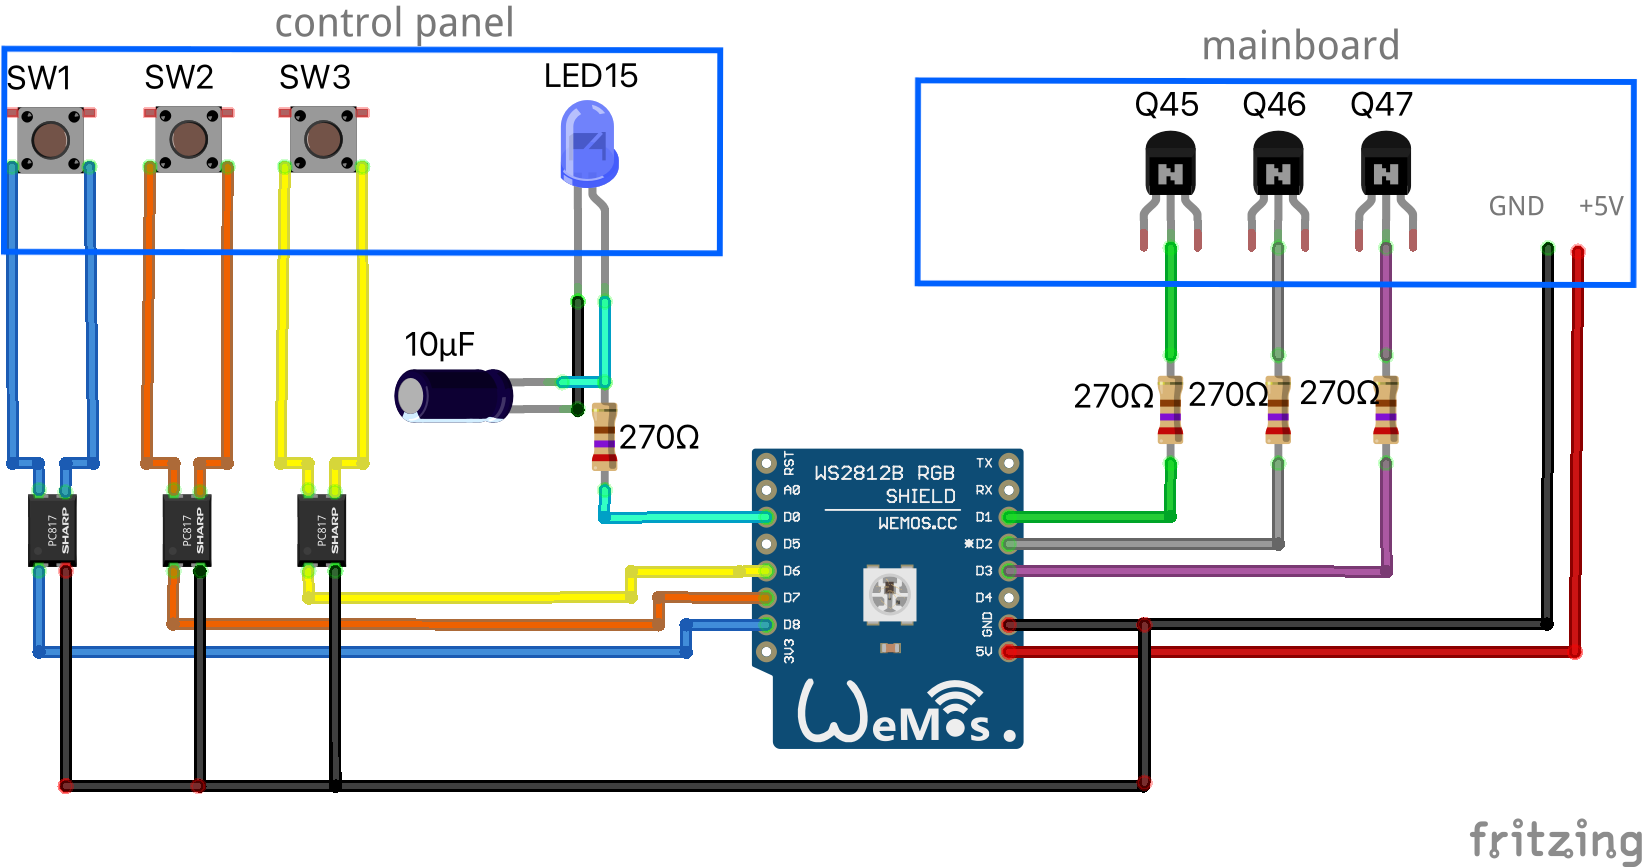 control panel
mainboard
SW1
SW2
SW3
LED15
Q45
Q46
Q47
GND
+5V
10µF
270Ω
270Ω
270Ω
270Ω
PC817
SHARP
PC817
SHARP
PC817
SHARP
WS2812B RGB
SHIELD
WEMOS.CC
RST
A0
D0
D5
D6
D7
D8
3V3
TX
RX
D1
*D2
D3
D4
GND
5V
WeMos.
fritzing